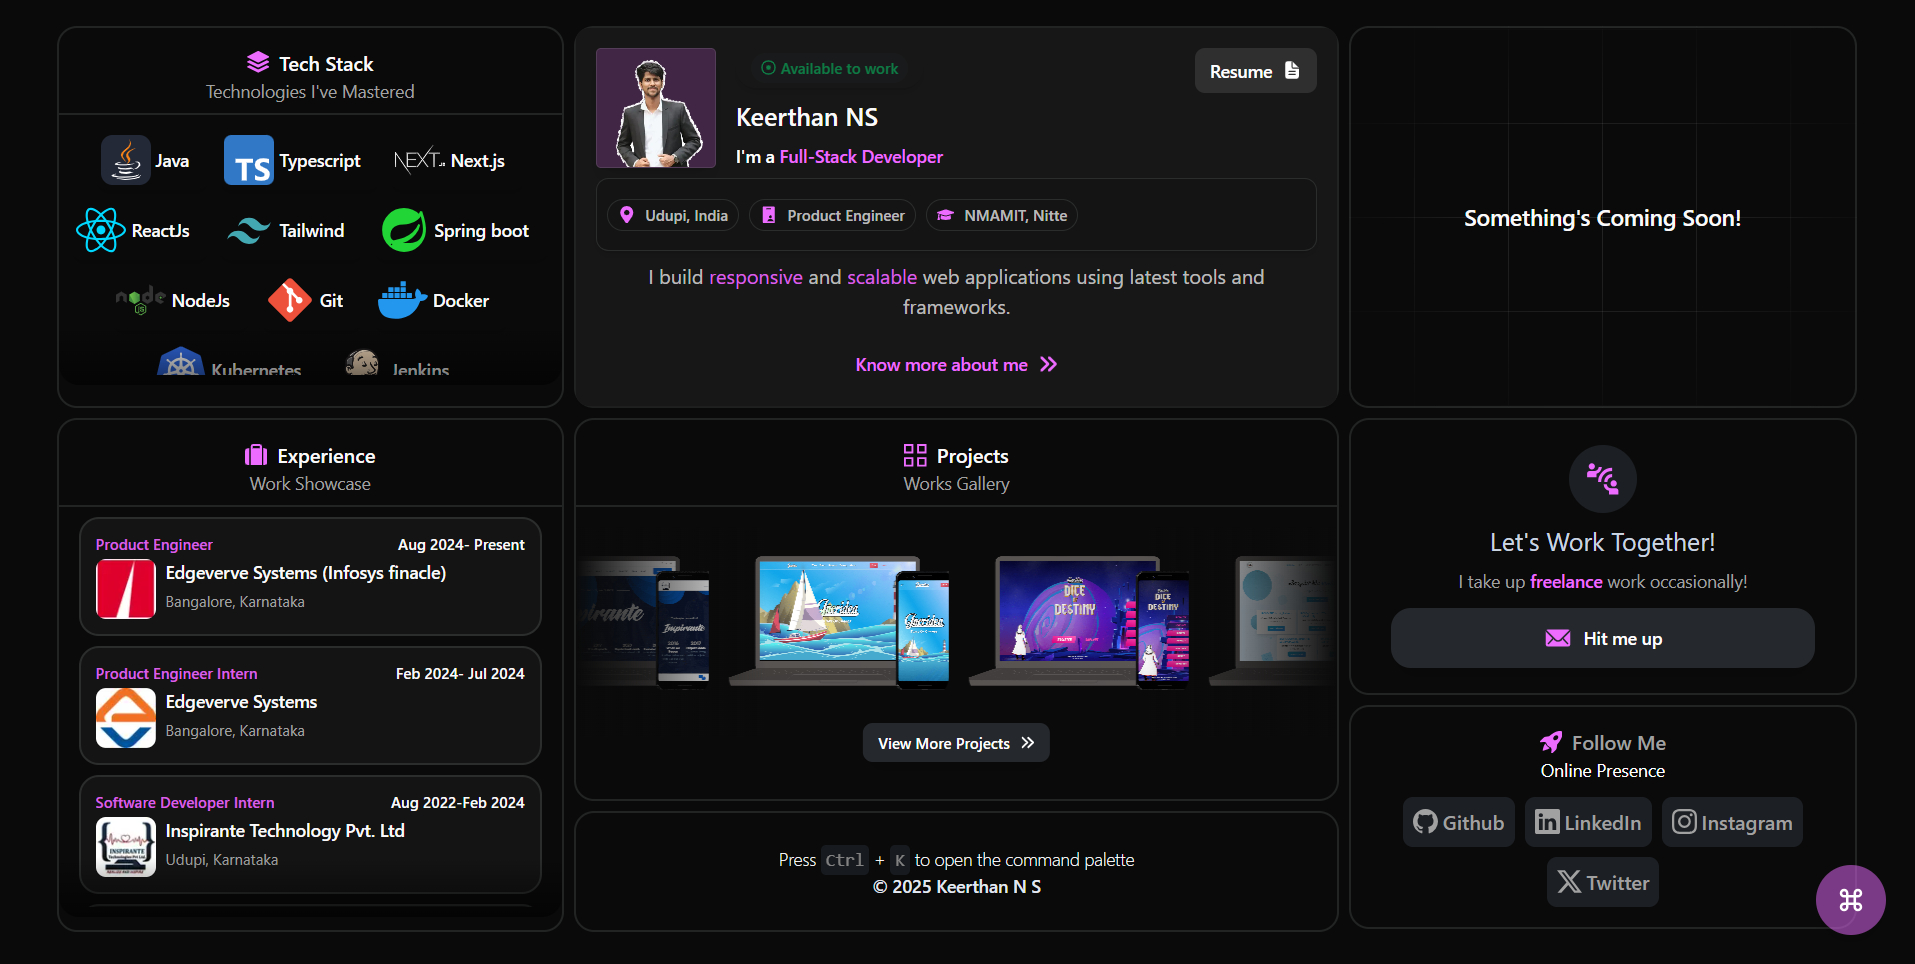 Tech Stack
Technologies I've Mastered
Java
TS Typescript
NEXT.JS Next.js
ReactJs
Tailwind
Spring boot
node JS NodeJs
Git
Docker
Kubernetes
Jenkins
Available to work
Resume
Keerthan NS
I'm a Full-Stack Developer
Udupi, India
Product Engineer
NMAMIT, Nitte
I build responsive and scalable web applications using latest tools and
frameworks.
Know more about me
Something's Coming Soon!
Experience
Work Showcase
Product Engineer
Aug 2024- Present
Edgeverve Systems (Infosys finacle)
Bangalore, Karnataka
Product Engineer Intern
Feb 2024- Jul 2024
Edgeverve Systems
Bangalore, Karnataka
Software Developer Intern
Aug 2022-Feb 2024
INSPIRANTE
Inspirante Technology Pvt. Ltd
Udupi, Karnataka
Projects
Works Gallery
Inspirante
DICE
DESTINY
DICE
DESTINY
View More Projects
Press Ctrl + K to open the command palette
© 2025 Keerthan N S
Let's Work Together!
I take up freelance work occasionally!
Hit me up
Follow Me
Online Presence
Github
LinkedIn
Instagram
Twitter